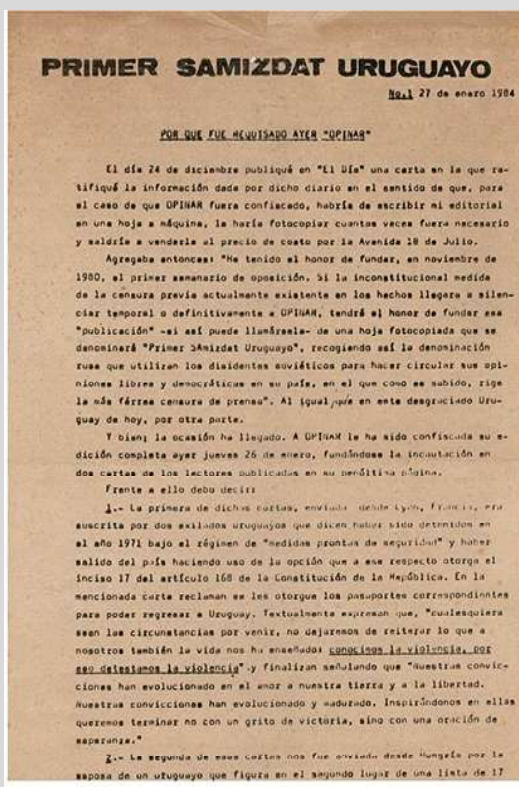 PRIMER SAMIZDAT URUGUAYO
No.1 27 de enero 1984
POR QUE FUE REQUISADO AYER "OPINAR"
El día 24 de diciembre publiqué en "El Día" una carta en la que ra-
tifiqué la información dada por dicho diario en el sentido de que, para
el caso de que OPINAR fuera confiscado, habría de escribir mi editorial
en una hoja a máquina, la haría fotocopiar cuantas veces fuera necesario
y saldría a venderla al precio de costo por la Avenida 18 de Julio.
Agregaba entonces: "He tenido el honor de fundar, en noviembre de
1980, el primer semanario de oposición. Si la inconstitucional medida
de la censura previa actualmente existente en los hechos llegara a silen-
ciar temporal o definitivamente a OPINAR, tendré el honor de fundar esa
"publicación" -si así puede llamársela- de una hoja fotocopiada que se
denominará "Primer SAmizdat Uruguayo", recogiendo así la denominación
rusa que utilizan los disidentes soviéticos para hacer circular sus opi-
niones libres y democráticas en su país, en el que como es sabido, rige
la más férrea censura de prensa". Al igual que en este desgraciado Uru-
guay de hoy, por otra parte.
Y bien; la ocasión ha llegado. A OPINAR le ha sido confiscada su e-
dición completa ayer jueves 26 de enero, fundándose la incautación en
dos cartas de los lectores publicadas en su penúltima página.
Frente a ello debo decir:
1.- La primera de dichas cartas, enviada desde Lyon, Francia, era
suscrita por dos exilados uruguayos que dicen haber sido detenidos en
el año 1971 bajo el régimen de "medidas prontas de seguridad" y haber
salido del país haciendo uso de la opción que a ese respecto otorga el
inciso 17 del artículo 168 de la Constitución de la República. En la
mencionada carta reclaman se les otorgue los pasaportes correspondientes
para poder regresar a Uruguay. Textualmente expresan que, "cualesquiera
sean las circunstancias por venir, no dejaremos de reiterar lo que a
nosotros también la vida nos ha enseñado: conocimos la violencia, por
eso detestamos la violencia" y finalizan señalando que "Nuestras convic-
ciones han evolucionado en el amor a nuestra tierra y a la libertad.
Nuestras convicciones han evolucionado y madurado. Inspirándonos en ellas
queremos terminar no con un grito de victoria, sino con una oración de
esperanza."
2.- La segunda de esas cartas nos fue enviada desde Hungría por la
esposa de un uruguayo que figura en el segundo lugar de una lista de 17